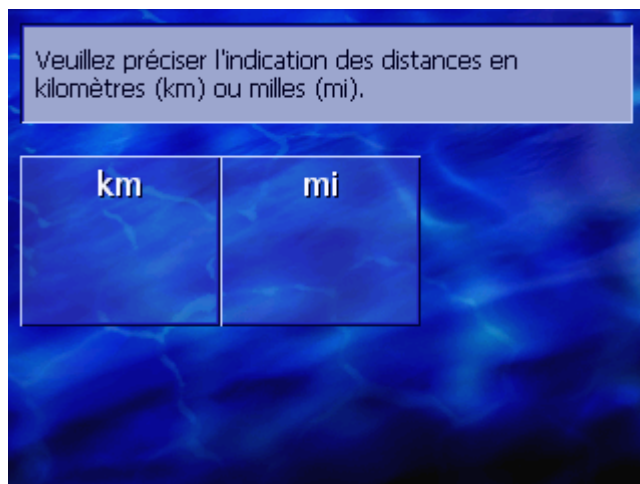 Veuillez préciser l'indication des distances en
kilomètres (km) ou milles (mi).
km mi